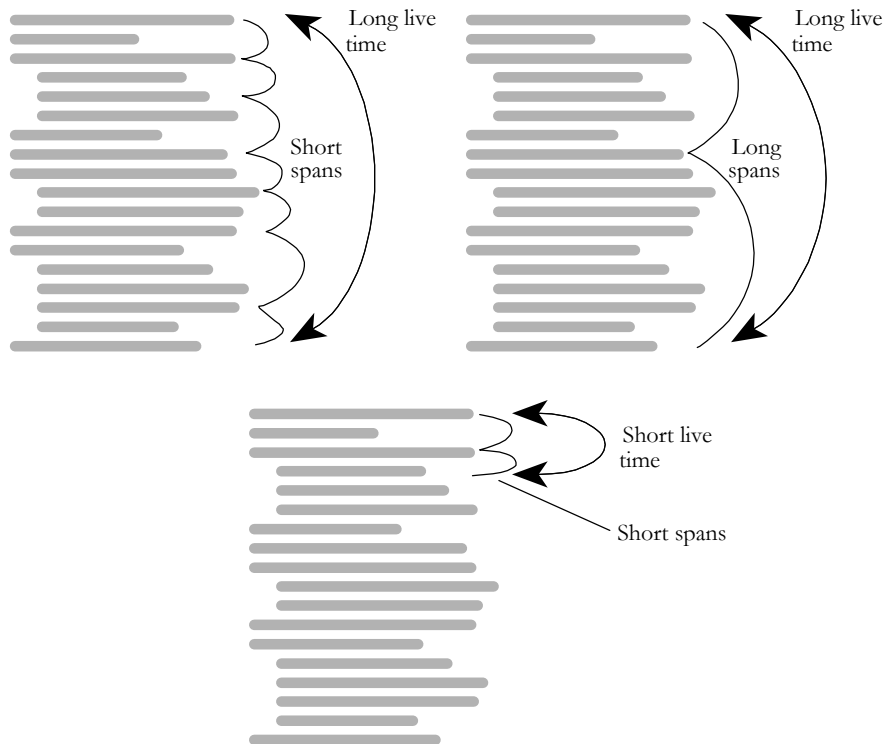 Long live
time
Short
spans
Long live
time
Long
spans
Short live
time
Short spans